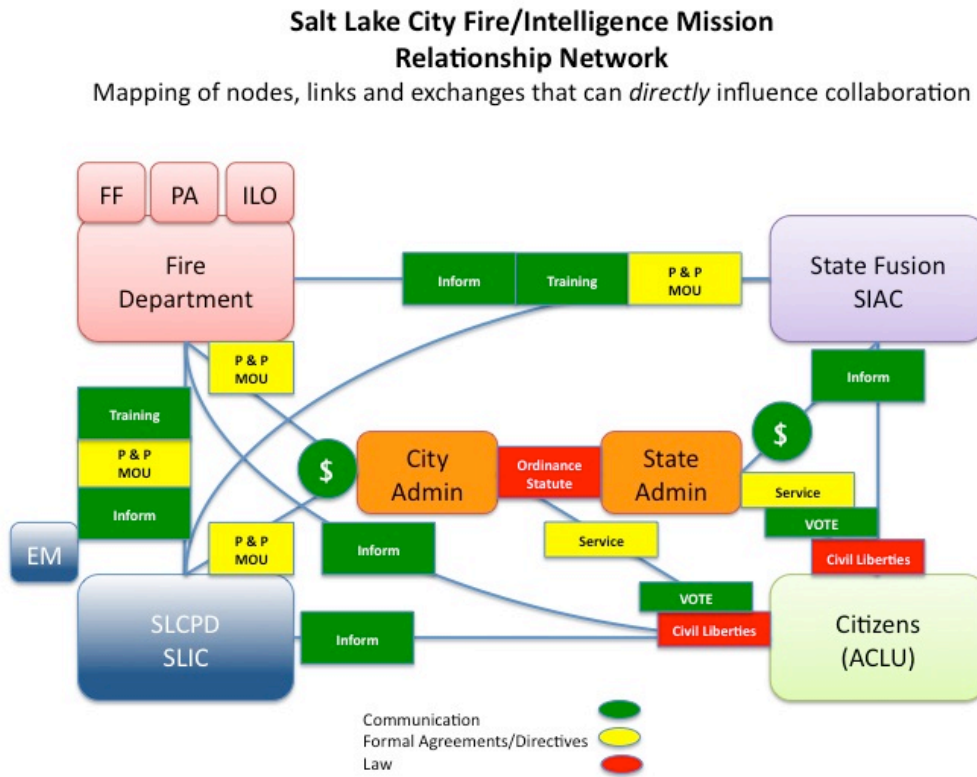 Salt Lake City Fire/Intelligence Mission
Relationship Network
Mapping of nodes, links and exchanges that can directly influence collaboration
FF
PA
ILO
Fire
Department
Inform
Training
P & P
MOU
State Fusion
SIAC
P & P
MOU
Inform
Training
P & P
MOU
Inform
$
City
Admin
Ordinance
Statute
State
Admin
$
Service
VOTE
Civil Liberties
EM
P & P
MOU
Inform
Service
VOTE
Civil Liberties
SLCPD
SLIC
Inform
Citizens
(ACLU)
Communication
Formal Agreements/Directives
Law